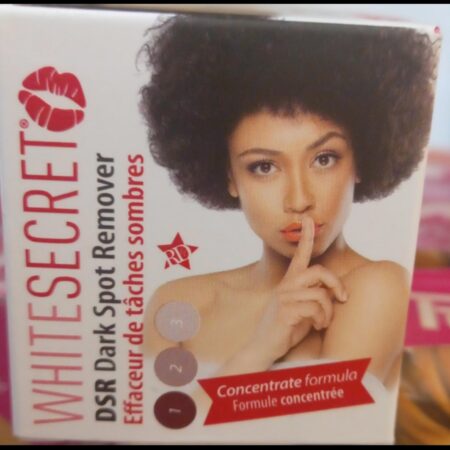 WHITESECRET®
DSR Dark Spot Remover
Effaceur de tâches sombres
RD
3
2
1
Concentrate formula
Formule concentrée